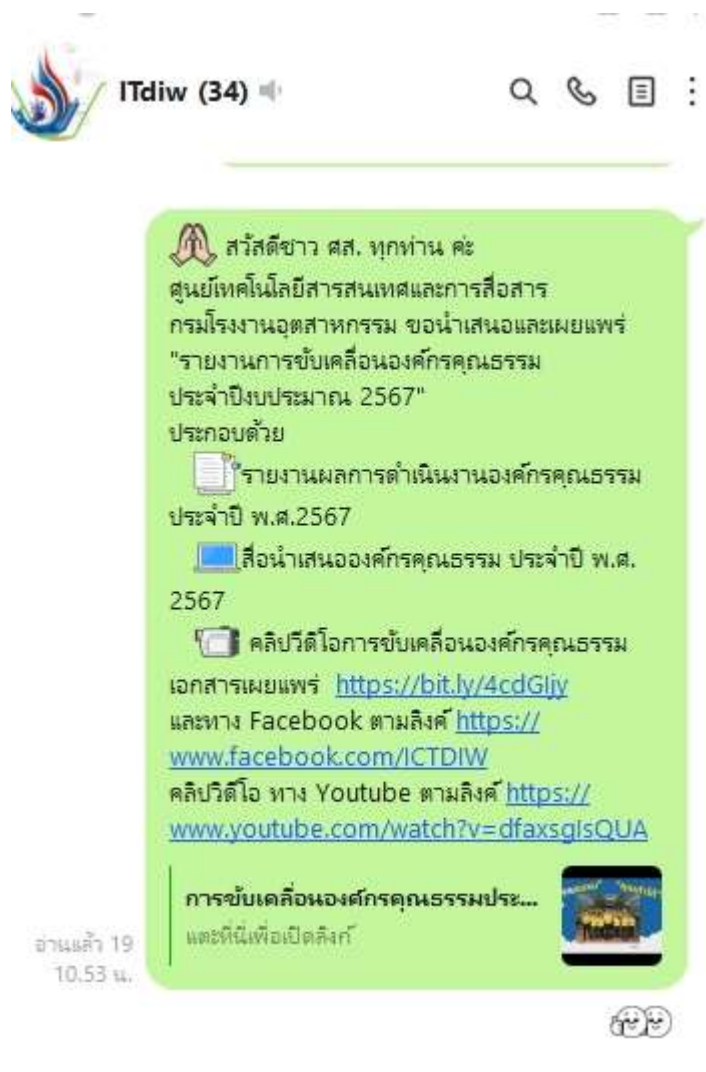 ITdiw (34)
สวัสดีชาว ศส. ทุกท่าน ค่ะ
ศูนย์เทคโนโลยีสารสนเทศและการสื่อสาร
กรมโรงงานอุตสาหกรรม ขอนำเสนอและเผยแพร่
"รายงานการขับเคลื่อนองค์กรคุณธรรม
ประจำปีงบประมาณ 2567"
ประกอบด้วย
รายงานผลการดำเนินงานองค์กรคุณธรรม
ประจำปี พ.ศ.2567
สื่อนำเสนอองค์กรคุณธรรม ประจำปี พ.ศ.
2567
คลิปวีดีโอการขับเคลื่อนองค์กรคุณธรรม
เอกสารเผยแพร่ https://bit.ly/4cdGIjy
และทาง Facebook ตามลิงค์ https://
www.facebook.com/ICTDIW
คลิปวิดีโอ ทาง Youtube ตามลิงค์ https://
www.youtube.com/watch?v=dfaxsgIsQUA
การขับเคลื่อนองค์กรคุณธรรมประ...
แตะที่นี่เพื่อเปิดลิงก์
อ่านแล้ว 19
10.53 น.